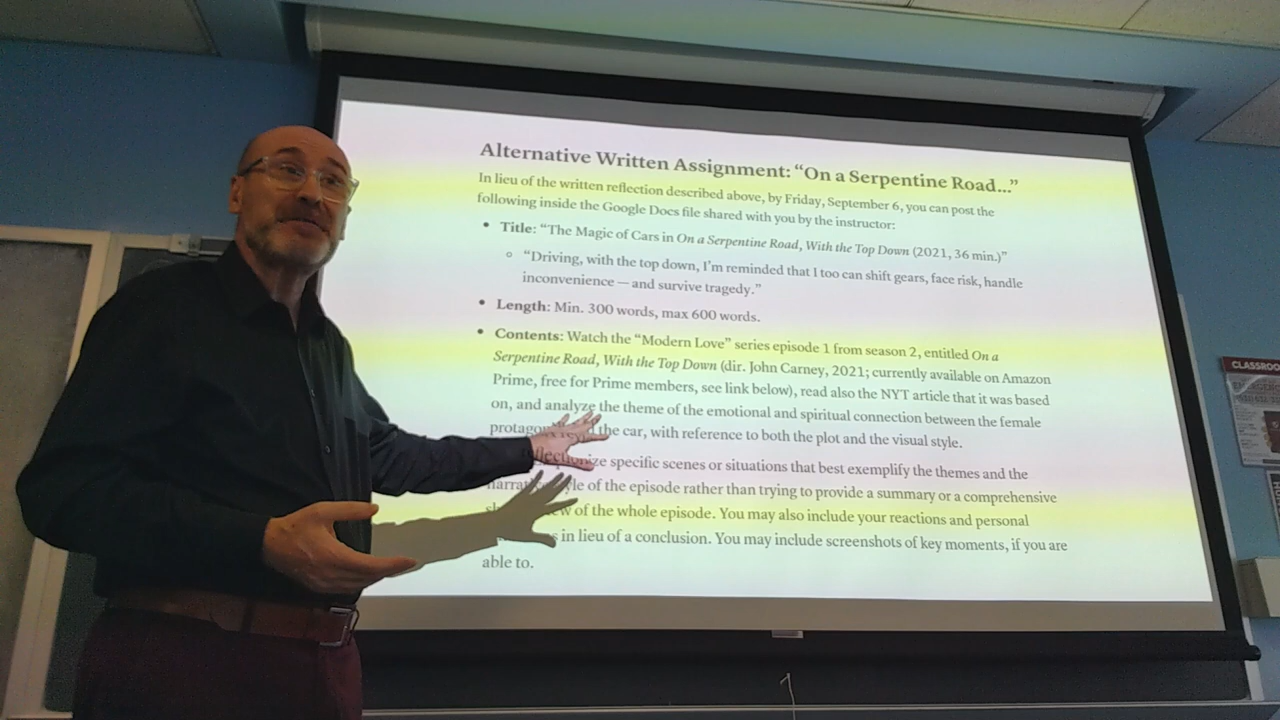 Alternative Written Assignment: “On a Serpentine Road...”
In lieu of the written reflection described above, by Friday, September 6, you can post the
following inside the Google Docs file shared with you by the instructor:
• Title: “The Magic of Cars in On a Serpentine Road, With the Top Down (2021, 36 min.)”
○ “Driving, with the top down, I’m reminded that I too can shift gears, face risk, handle
inconvenience — and survive tragedy.”
• Length: Min. 300 words, max 600 words.
• Contents: Watch the “Modern Love” series episode 1 from season 2, entitled On a
Serpentine Road, With the Top Down (dir. John Carney, 2021; currently available on Amazon
Prime, free for Prime members, see link below), read also the NYT article that it was based
on, and analyze the theme of the emotional and spiritual connection between the female
the car, with reference to both the plot and the visual style.
specific scenes or situations that best exemplify the themes and the
of the episode rather than trying to provide a summary or a comprehensive
of the whole episode. You may also include your reactions and personal
in lieu of a conclusion. You may include screenshots of key moments, if you are
able to.
CLASSROO